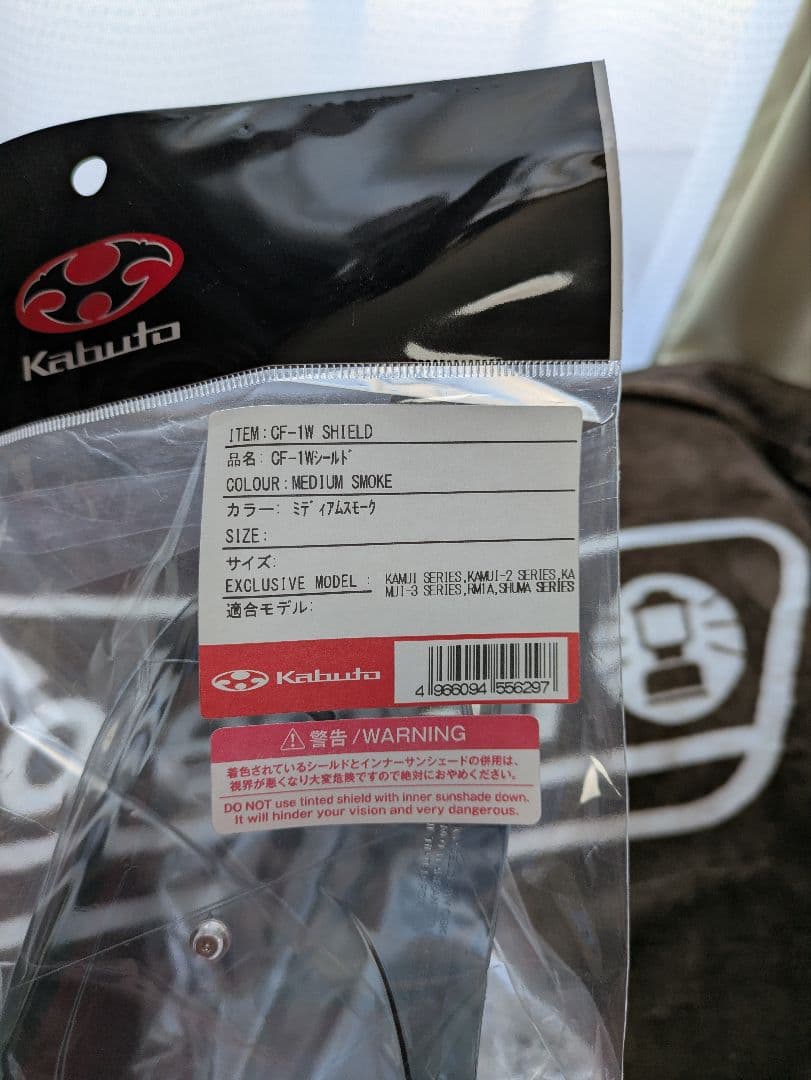 Kabuto
ITEM:CF-1W SHIELD
品名: CF-1Wｼｰﾙﾄﾞ
COLOUR:MEDIUM SMOKE
カラー: ﾐﾃﾞｨｱﾑｽﾓｰｸ
SIZE:
サイズ:
EXCLUSIVE MODEL : KAMUI SERIES,KAMUI-2 SERIES,KA
MUI-3 SERIES,RM1A,SHUMA SERIES
適合モデル:
Kabuto
4 966094 556297
警告/WARNING
着色されているシールドとインナーサンシェードの併用は、
視界が悪くなり大変危険ですので絶対におやめください。
DO NOT use tinted shield with inner sunshade down.
It will hinder your vision and very dangerous.